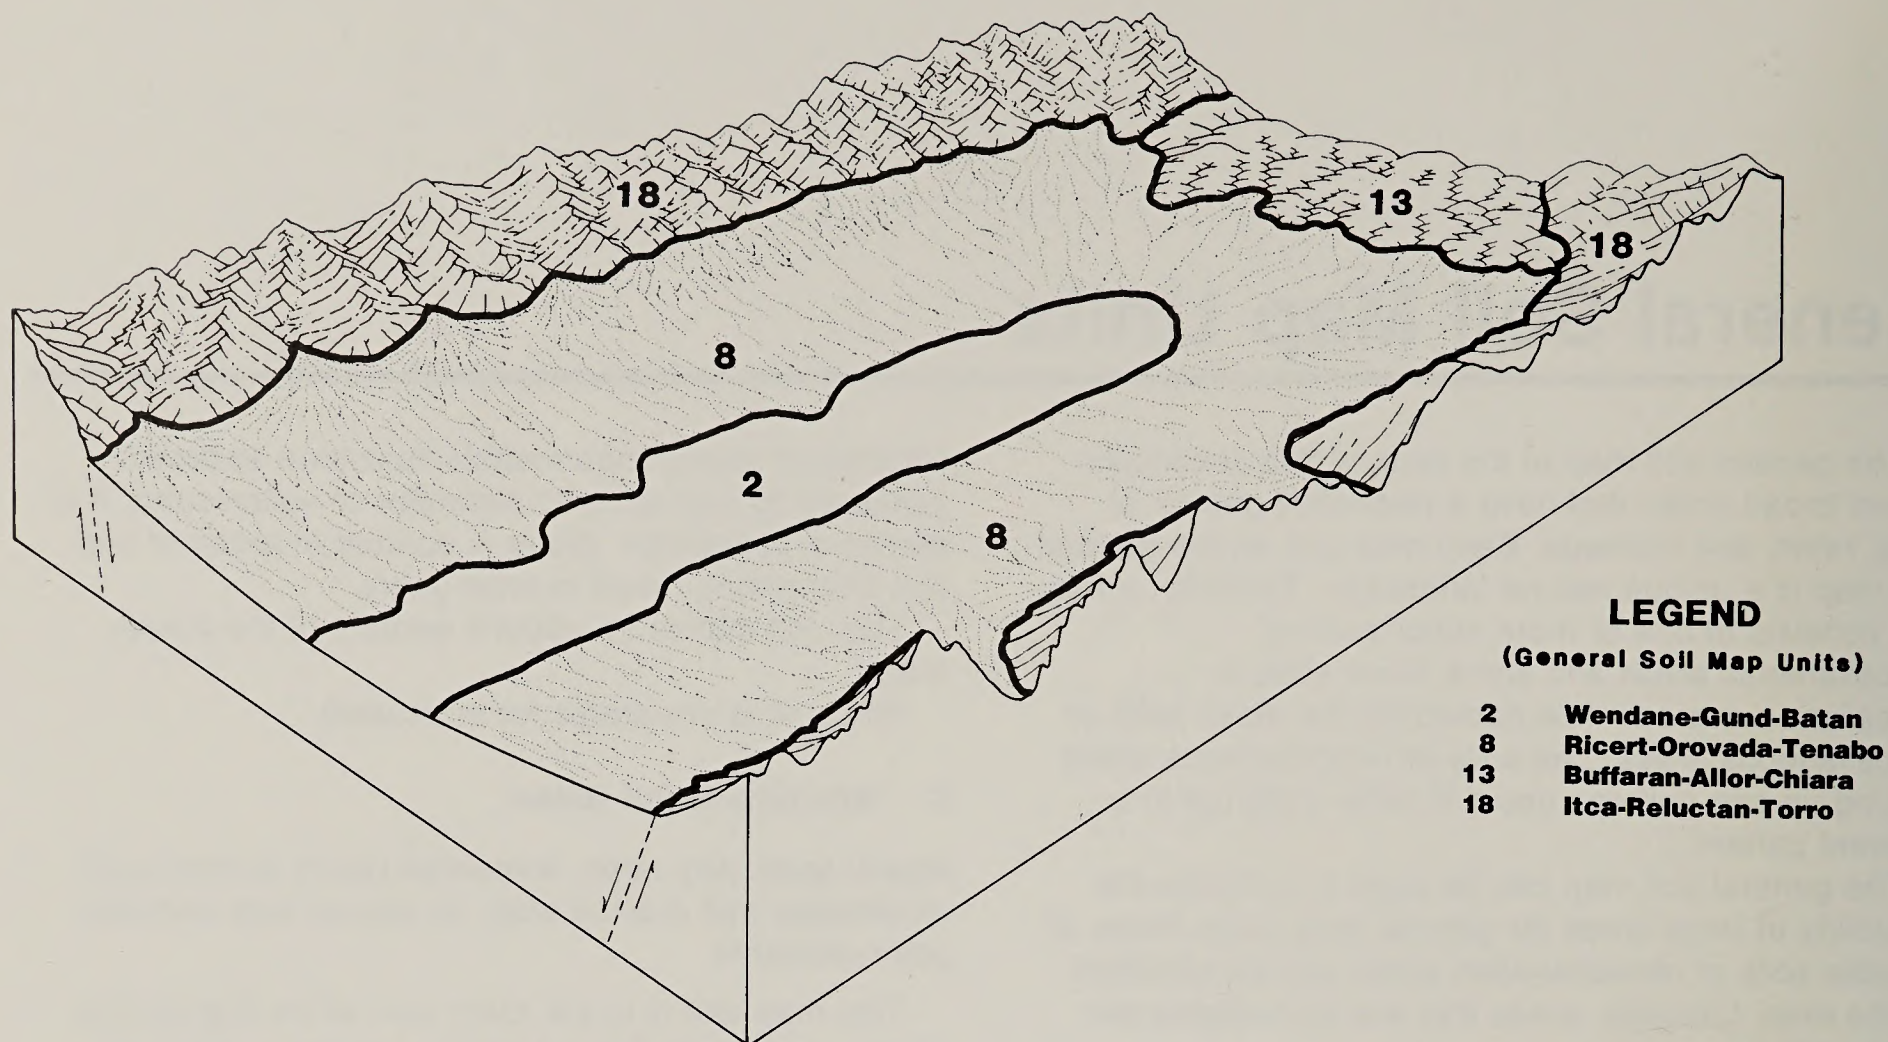 18
13
18
8
2
8
LEGEND
(General Soil Map Units)
2 Wendane-Gund-Batan
8 Ricert-Orovada-Tenabo
13 Buffaran-Allor-Chiara
18 Itca-Reluctan-Torro